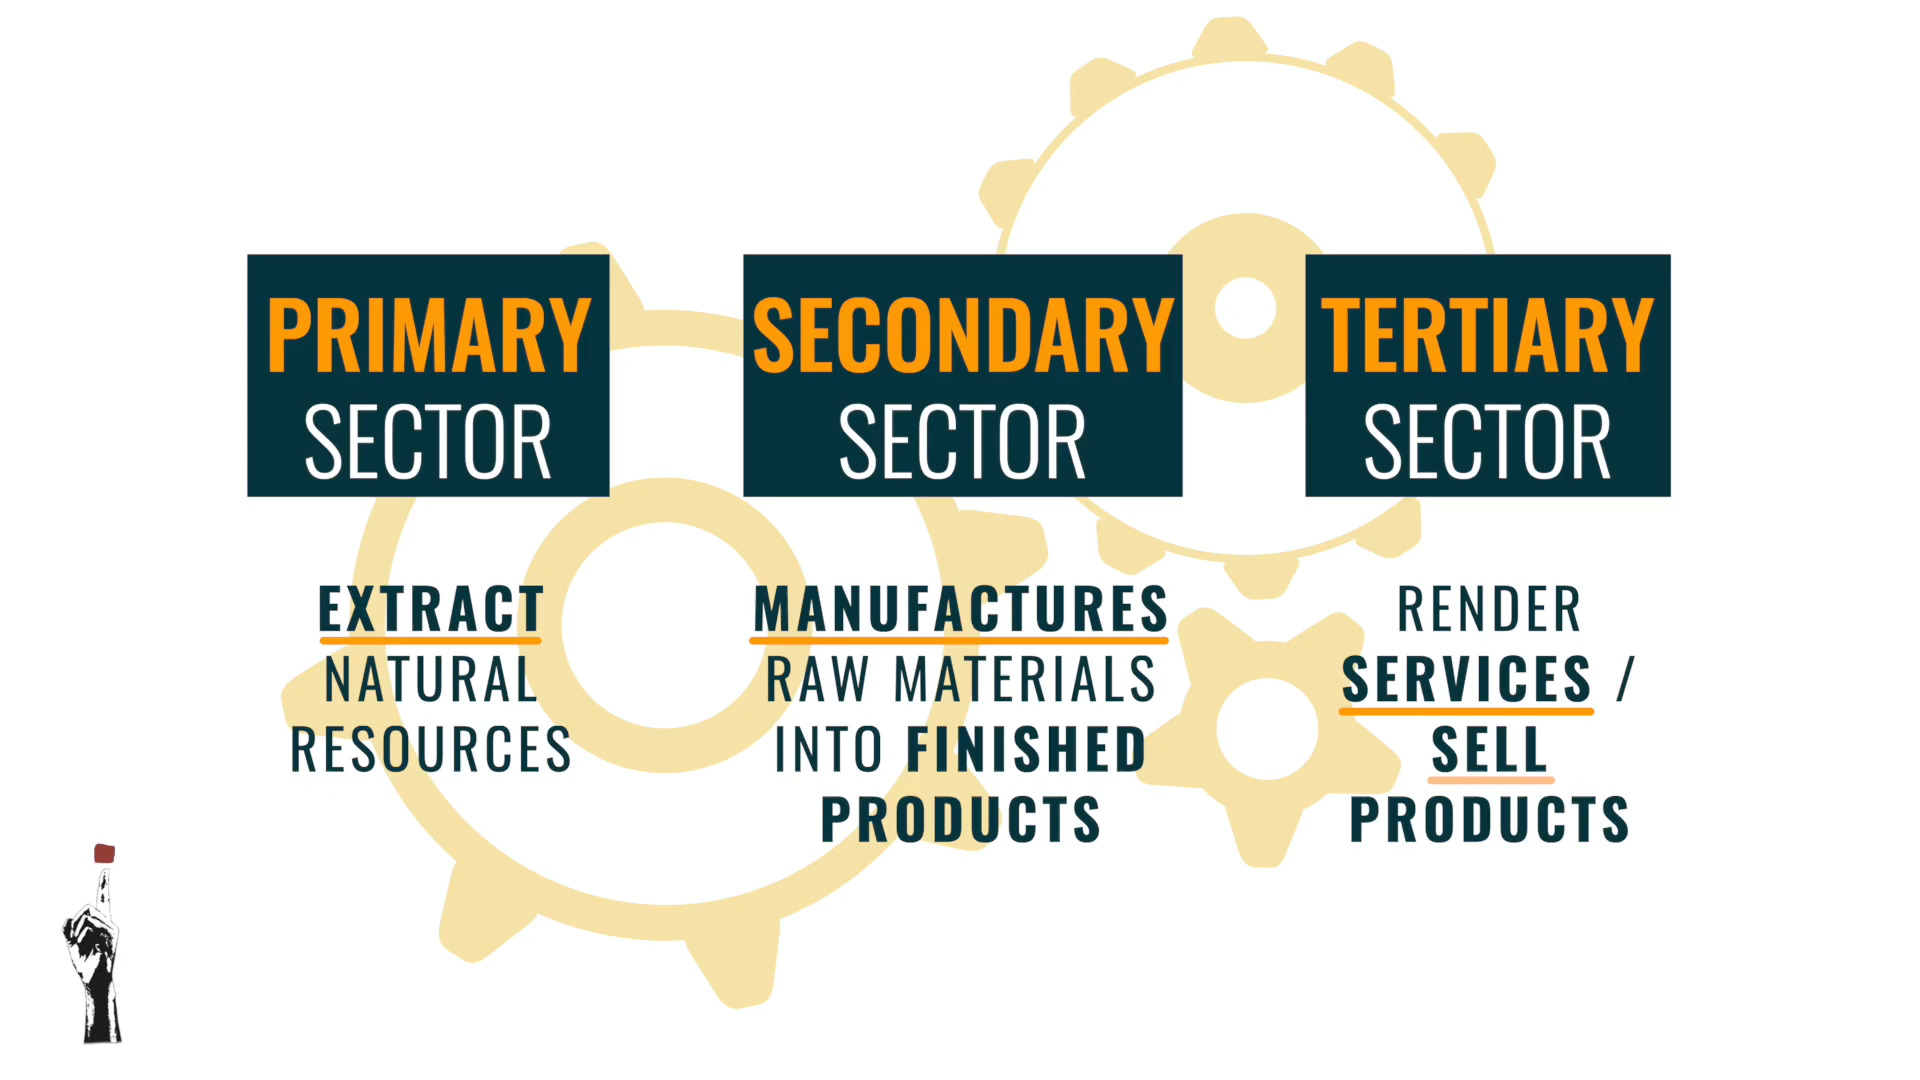 PRIMARY
SECTOR
EXTRACT
NATURAL
RESOURCES
SECONDARY
SECTOR
MANUFACTURES
RAW MATERIALS
INTO FINISHED
PRODUCTS
TERTIARY
SECTOR
RENDER
SERVICES /
SELL
PRODUCTS